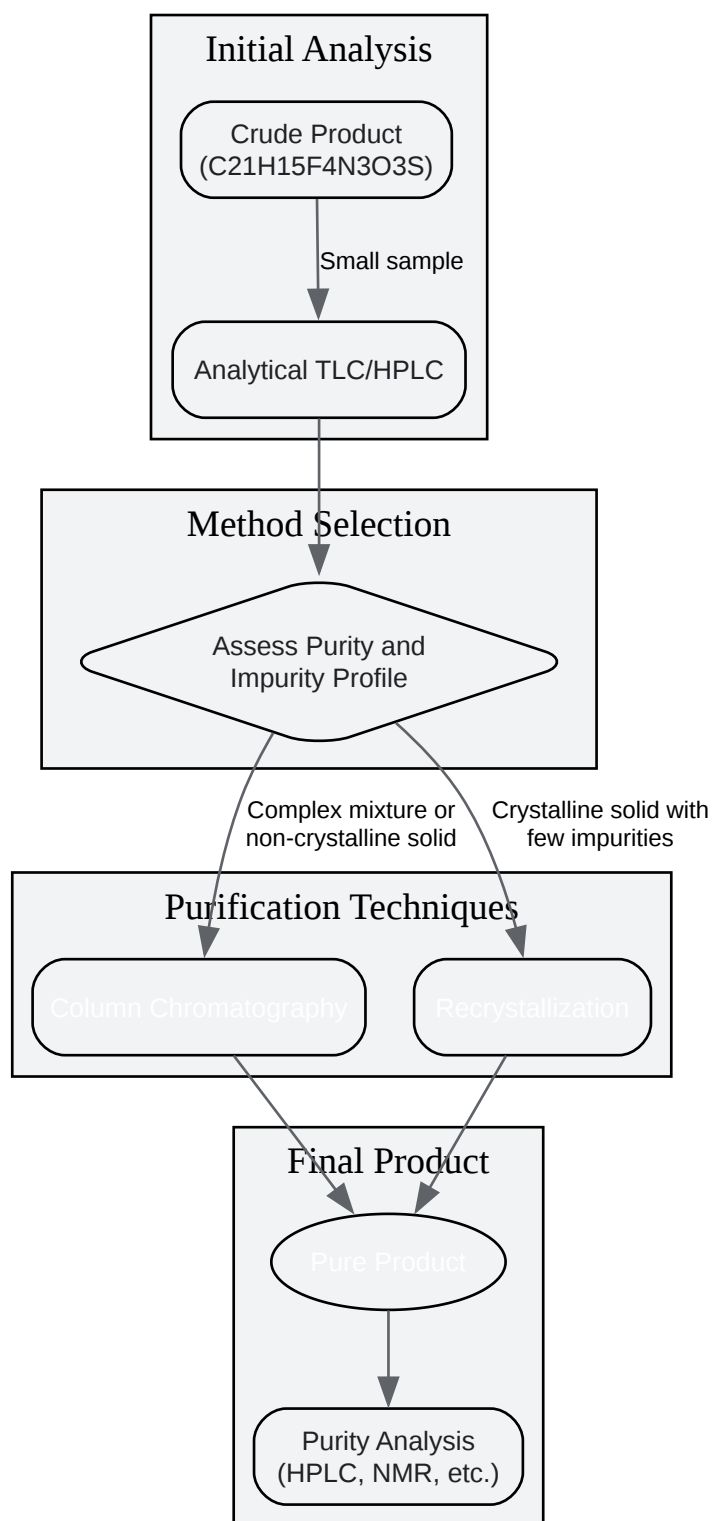 Initial Analysis
Crude Product
(C21H15F4N3O3S)
Small sample
Analytical TLC/HPLC
Method Selection
Assess Purity and
Impurity Profile
Complex mixture or
non-crystalline solid
Crystalline solid with
few impurities
Purification Techniques
Column Chromatography
Recrystallization
Final Product
Pure Product
Purity Analysis
(HPLC, NMR, etc.)